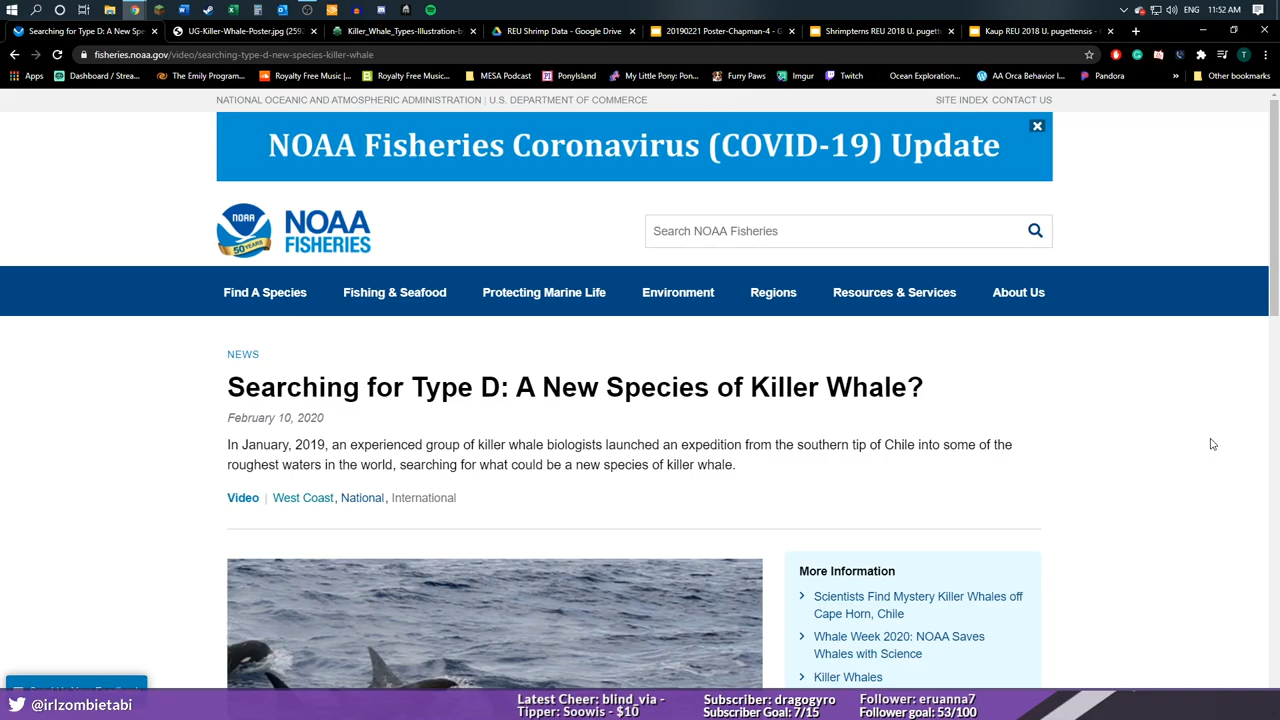 ENG 11:52 AM
Searching for Type D: A New Spe
UG-Killer-Whale-Poster.jpg (259
Killer_Whale_Types-Illustration-b
REU Shrimp Data - Google Drive
20190221 Poster-Chapman-4 - G
Shrimpterns REU 2018 U. pugett
Kaup REU 2018 U. pugettensis -
fisheries.noaa.gov/video/searching-type-d-new-species-killer-whale
Apps
Dashboard / Strea...
The Emily Program...
Royalty Free Music |...
Royalty Free Music...
MESA Podcast
PonyIsland
My Little Pony: Pon...
Furry Paws
Imgur
Twitch
Ocean Exploration...
AA Orca Behavior I...
Pandora
Other bookmarks
NATIONAL OCEANIC AND ATMOSPHERIC ADMINISTRATION | U.S. DEPARTMENT OF COMMERCE
SITE INDEX CONTACT US
NOAA Fisheries Coronavirus (COVID-19) Update
NOAA
50 YEARS
NOAA
FISHERIES
Search NOAA Fisheries
Find A Species Fishing & Seafood Protecting Marine Life Environment Regions Resources & Services About Us
NEWS
Searching for Type D: A New Species of Killer Whale?
February 10, 2020
In January, 2019, an experienced group of killer whale biologists launched an expedition from the southern tip of Chile into some of the
roughest waters in the world, searching for what could be a new species of killer whale.
Video | West Coast, National, International
More Information
Scientists Find Mystery Killer Whales off
Cape Horn, Chile
Whale Week 2020: NOAA Saves
Whales with Science
Killer Whales
@irlzombietabi
Latest Cheer: blind_via -
Tipper: Soowis - $10
Subscriber: dragogyro
Subscriber Goal: 7/15
Follower: eruanna7
Follower goal: 53/100